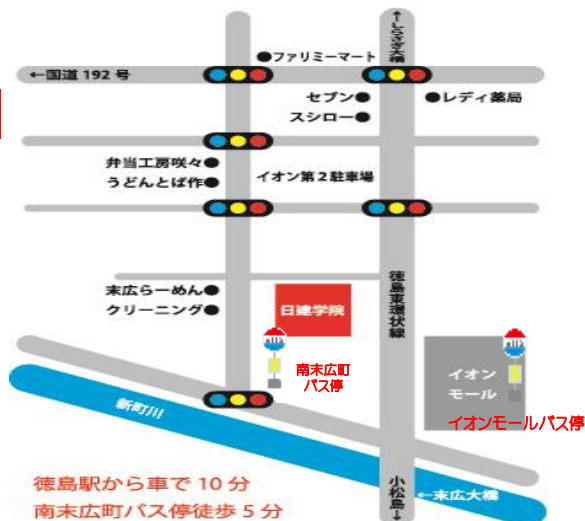 ←しらさぎ大橋
●ファリミーマート
←国道192号
セブン●
●レディ薬局
スシロー●
弁当工房咲々●
うどんとば作●
イオン第2駐車場
徳島東環状線
末広らーめん●
クリーニング●
日建学院
南末広町
バス停
イオン
モール
イオンモールバス停
新町川
徳島駅から車で10分
南末広町バス停徒歩5分
←末広大橋
小松島→